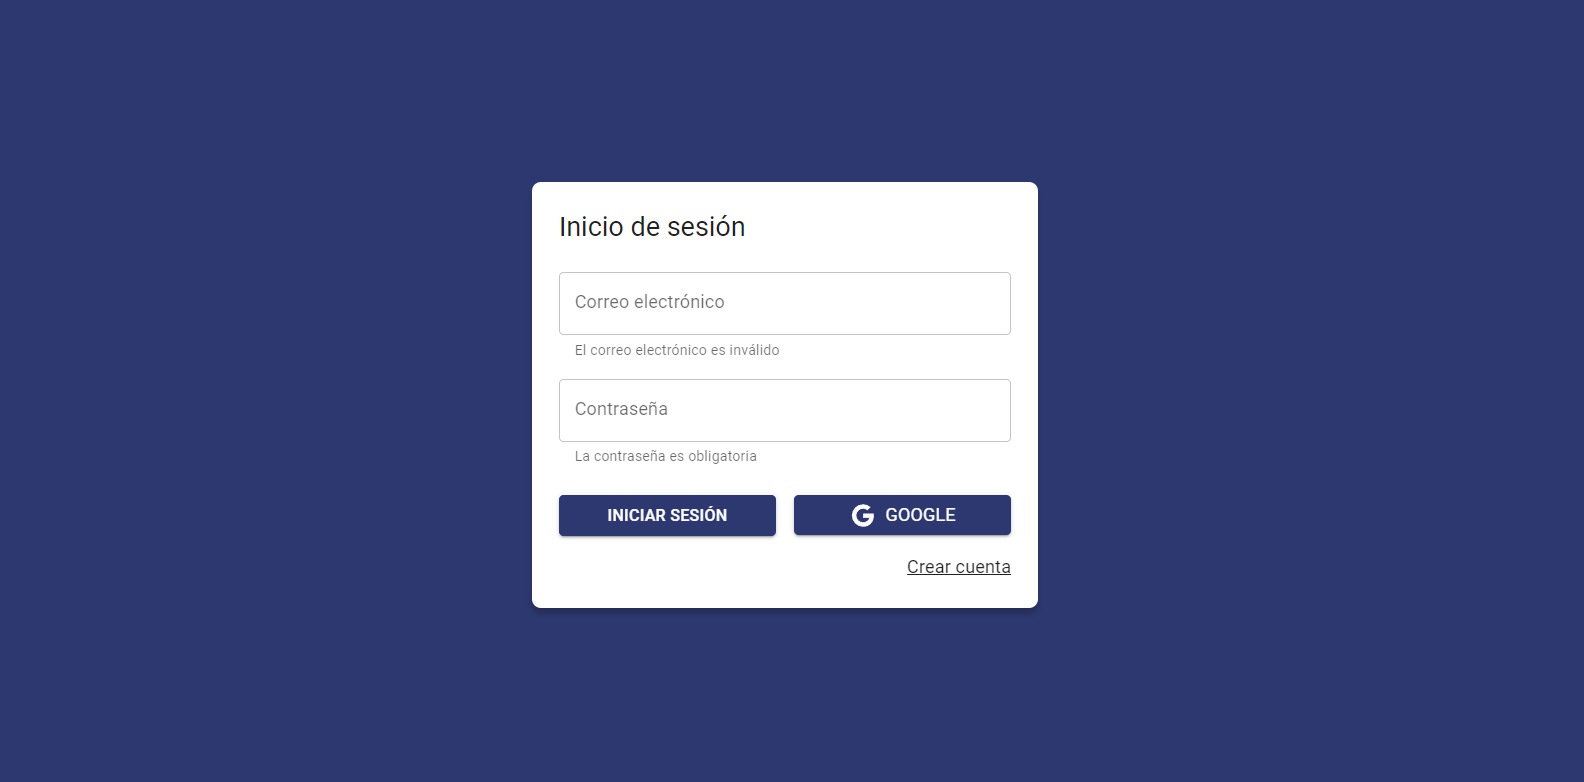 Inicio de sesión
Correo electrónico
El correo electrónico es inválido
Contraseña
La contraseña es obligatoria
INICIAR SESIÓN
GOOGLE
Crear cuenta